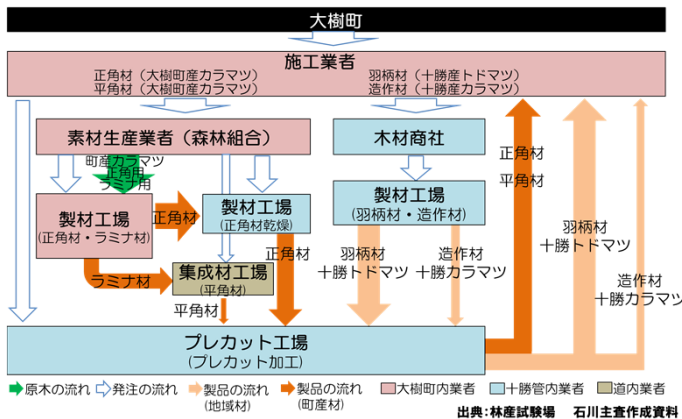 大樹町
施工業者
正角材（大樹町産カラマツ）
平角材（大樹町産カラマツ）
羽柄材（十勝産トドマツ）
造作材（十勝産カラマツ）
素材生産業者（森林組合）
木材商社
町産カラマツ
正角用
ラミナ用
正角材
平角材
製材工場
(正角材・ラミナ材)
正角材
製材工場
(正角材乾燥)
製材工場
(羽柄材・造作材)
羽柄材
十勝トドマツ
ラミナ材
集成材工場
(平角材)
正角材
羽柄材
十勝トドマツ
造作材
十勝カラマツ
造作材
十勝カラマツ
平角材
プレカット工場
(プレカット加工)
原木の流れ
発注の流れ
製品の流れ
(地域材)
製品の流れ
(町産材)
大樹町内業者
十勝管内業者
道内業者
出典:林産試験場　石川主査作成資料